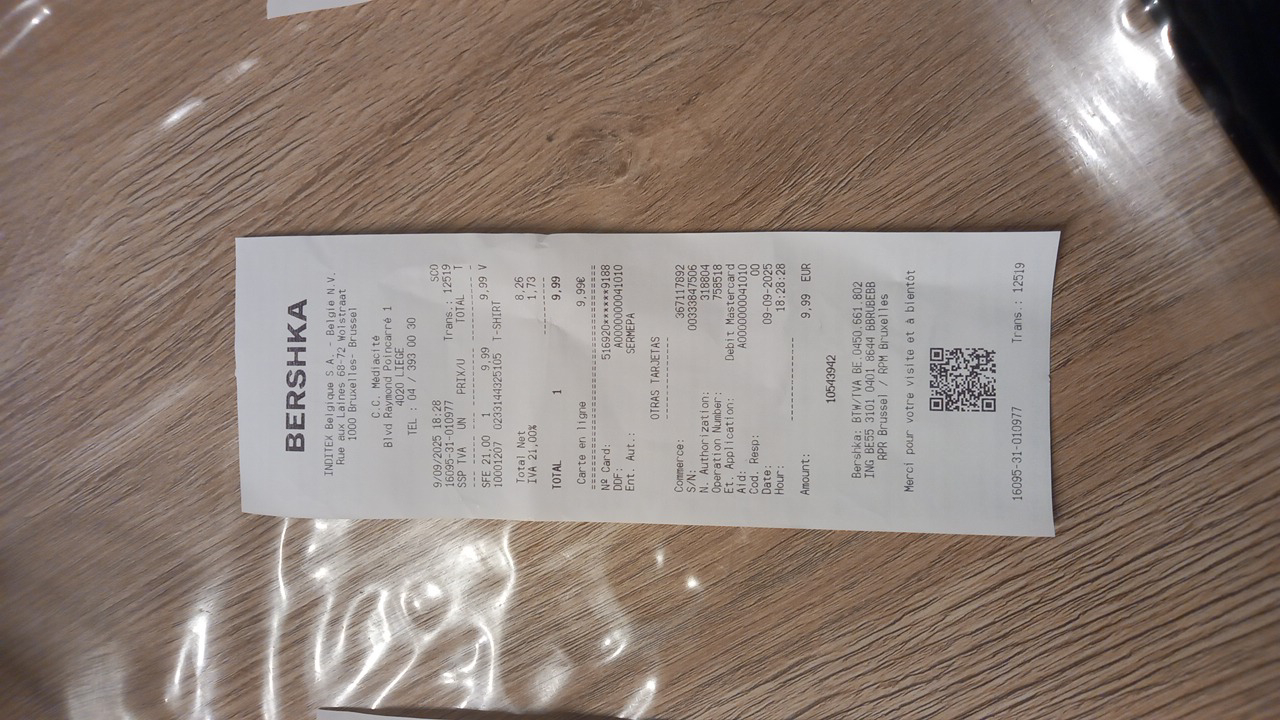 BERSHKA
INDITEX Belgique S.A. - Belgie N.V.
Rue aux Laines 68-72 Wolstraat
1000 Bruxelles- Brussel
C.C. Médiacité
Blvd Raymond Poincarré 1
4020 LIEGE
TEL : 04 / 393 00 30
9/09/2025 18:28 SCO
16095-31-010977 Trans.: 12519
SSP IVA UN PRIX/U TOTAL T
SFE 21,00 1 9,99 9,99 V
10001207 0233144325105 T-SHIRT
Total Net 8,26
IVA 21,00% 1,73
TOTAL 1 9,99
Carte en ligne 9,99€
Nº Card: 516920******9188
DDF: A0000000041010
Ent. Aut.: SERMEPA
OTRAS TARJETAS
Commerce: 367117892
S/N: 00333847506
N. Authorization: 318804
Operation Number: 758518
Et. Application: Debit Mastercard
Aid: A0000000041010
Cod. Resp: 00
Date: 09-09-2025
Hour: 18:28:28
Amount: 9.99 EUR
10543942
Bershka: BTW/TVA BE 0450.661.802
ING BE55 3101 0401 8644 BBRUBEBB
RPR Brussel / RPM Bruxelles
Merci pour votre visite et à bientôt
16095-31-010977 Trans.: 12519